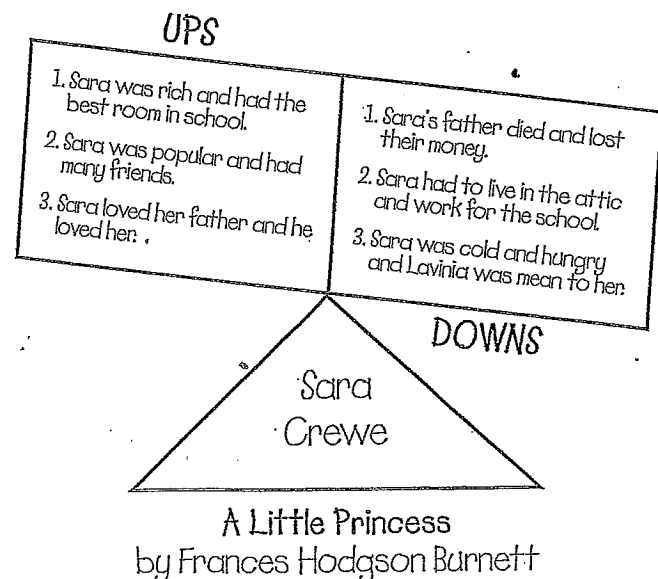 UPS
1. Sara was rich and had the
best room in school.
2. Sara was popular and had
many friends.
3. Sara loved her father and he
loved her.
1. Sara's father died and lost
their money.
2. Sara had to live in the attic
and work for the school.
3. Sara was cold and hungry
and Lavinia was mean to her.
DOWNS
Sara
Crewe
A Little Princess
by Frances Hodgson Burnett